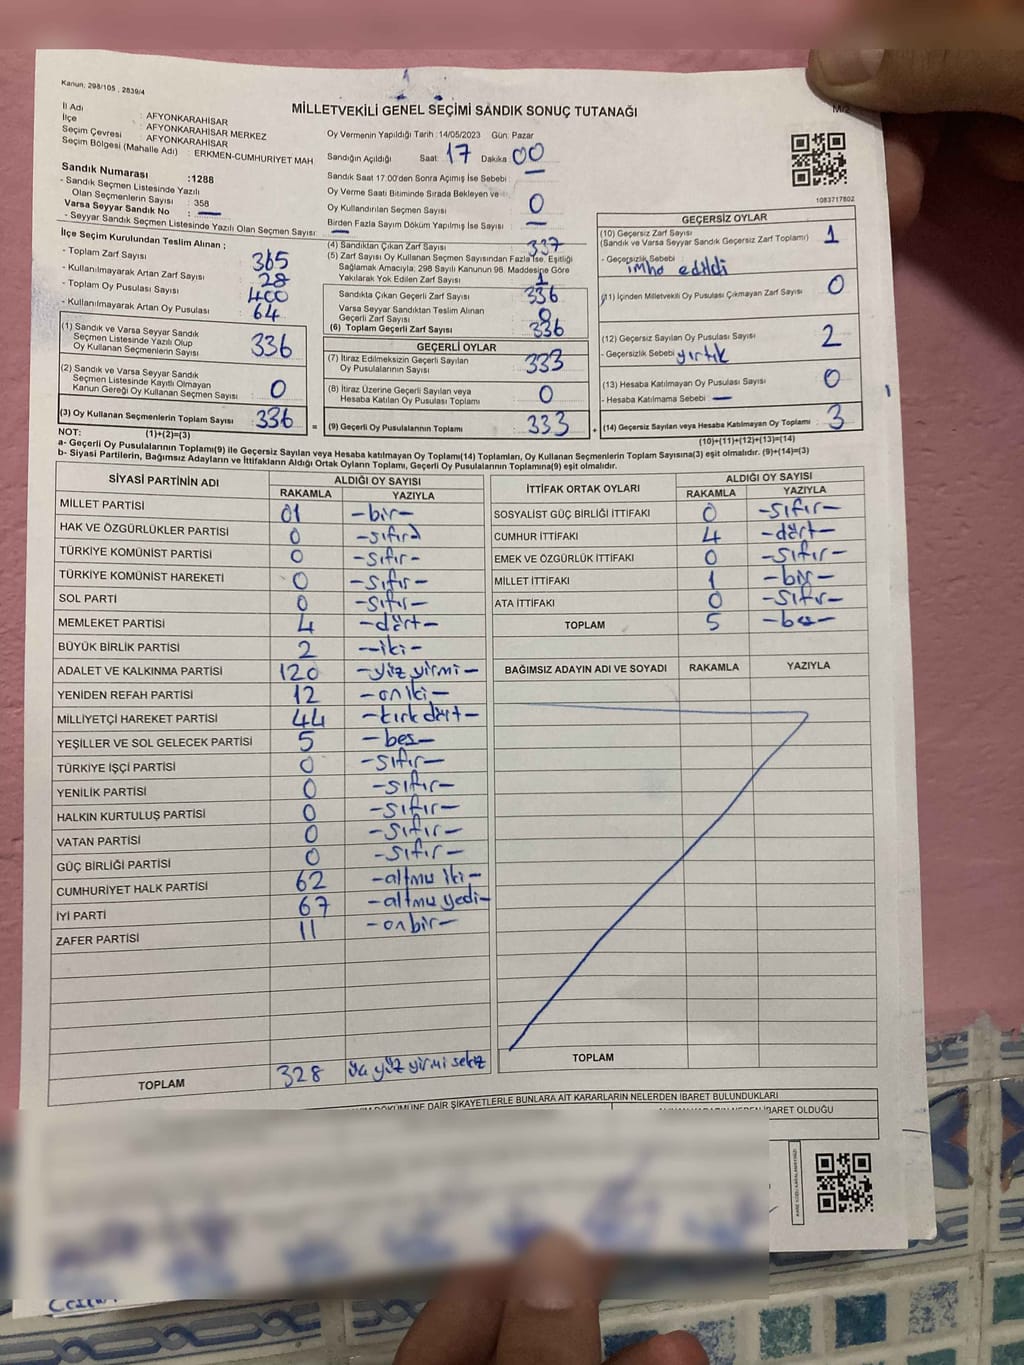 Kanun, 298/105 , 2839/4
MİLLETVEKİLİ GENEL SEÇİMİ SANDIK SONUÇ TUTANAĞI
İl Adı : AFYONKARAHİSAR
İlçe : AFYONKARAHİSAR MERKEZ
Seçim Çevresi : AFYONKARAHİSAR
Seçim Bölgesi (Mahalle Adı) : ERKMEN-CUMHURİYET MAH
Sandık Numarası :1288
- Sandık Seçmen Listesinde Yazılı
Olan Seçmenlerin Sayısı : 358
Varsa Seyyar Sandık No : —
- Seyyar Sandık Seçmen Listesinde Yazılı Olan Seçmen Sayısı: —
Oy Vermenin Yapıldığı Tarih :14/05/2023 Gün: Pazar
Sandığın Açıldığı Saat 17 Dakika 00
Sandık Saat 17.00'den Sonra Açımış İse Sebebi : —
Oy Verme Saati Bitiminde Sırada Bekleyen ve
Oy Kullandırılan Seçmen Sayısı : 0
Birden Fazla Sayım Döküm Yapılmış İse Sayısı : —
1083717802
İlçe Seçim Kurulundan Teslim Alınan ;
- Toplam Zarf Sayısı : 365
- Kullanılmayarak Artan Zarf Sayısı : 28
- Toplam Oy Pusulası Sayısı : 400
- Kullanılmayarak Artan Oy Pusulası : 64
(1) Sandık ve Varsa Seyyar Sandık
Seçmen Listesinde Yazılı Olup
Oy Kullanan Seçmenlerin Sayısı : 336
(2) Sandık ve Varsa Seyyar Sandık
Seçmen Listesinde Kayıtlı Olmayan
Kanun Gereği Oy Kullanan Seçmen Sayısı : 0
(3) Oy Kullanan Seçmenlerin Toplam Sayısı : 336
(1)+(2)=(3)
(4) Sandıktan Çıkan Zarf Sayısı : 337
(5) Zarf Sayısı Oy Kullanan Seçmen Sayısından Fazla İse, Eşitliği
Sağlamak Amacıyla; 298 Sayılı Kanunun 98. Maddesine Göre
Yakılarak Yok Edilen Zarf Sayısı : 1
Sandıkta Çıkan Geçerli Zarf Sayısı : 336
Varsa Seyyar Sandıktan Teslim Alınan
Geçerli Zarf Sayısı : 0
(6) Toplam Geçerli Zarf Sayısı : 336
GEÇERLİ OYLAR
(7) İtiraz Edilmeksizin Geçerli Sayılan
Oy Pusulalarının Sayısı : 333
(8) İtiraz Üzerine Geçerli Sayılan veya
Hesaba Katılan Oy Pusulası Toplamı : 0
= (9) Geçerli Oy Pusulalarının Toplamı : 333
GEÇERSİZ OYLAR
(10) Geçersiz Zarf Sayısı : 1
(Sandık ve Varsa Seyyar Sandık Geçersiz Zarf Toplamı)
- Geçersizlik Sebebi :
imha edildi
(11) İçinden Milletvekili Oy Pusulası Çıkmayan Zarf Sayısı : 0
(12) Geçersiz Sayılan Oy Pusulası Sayısı : 2
- Geçersizlik Sebebi yırtık
(13) Hesaba Katılmayan Oy Pusulası Sayısı : 0
- Hesaba Katılmama Sebebi : —
+ (14) Geçersiz Sayılan veya Hesaba Katılmayan Oy Toplamı : 3
(10)+(11)+(12)+(13)=(14)
NOT:
a- Geçerli Oy Pusulalarının Toplamı(9) ile Geçersiz Sayılan veya Hesaba katılmayan Oy Toplamı(14) Toplamları, Oy Kullanan Seçmenlerin Toplam Sayısına(3) eşit olmalıdır. (9)+(14)=(3)
b- Siyasi Partilerin, Bağımsız Adayların ve İttifakların Aldığı Ortak Oyların Toplamı, Geçerli Oy Pusulalarının Toplamına(9) eşit olmalıdır.
SİYASİ PARTİNİN ADI ALDIĞI OY SAYISI
RAKAMLA YAZIYLA
MİLLET PARTİSİ 01 -bir-
HAK VE ÖZGÜRLÜKLER PARTİSİ 0 -sıfır-
TÜRKİYE KOMÜNİST PARTİSİ 0 -sıfır-
TÜRKİYE KOMÜNİST HAREKETİ 0 -sıfır-
SOL PARTİ 0 -sıfır-
MEMLEKET PARTİSİ 4 -dört-
BÜYÜK BİRLİK PARTİSİ 2 -iki-
ADALET VE KALKINMA PARTİSİ 120 -yüz yirmi-
YENİDEN REFAH PARTİSİ 12 -on iki-
MİLLİYETÇİ HAREKET PARTİSİ 44 -kırk dört-
YEŞİLLER VE SOL GELECEK PARTİSİ 5 -beş-
TÜRKİYE İŞÇİ PARTİSİ 0 -sıfır-
YENİLİK PARTİSİ 0 -sıfır-
HALKIN KURTULUŞ PARTİSİ 0 -sıfır-
VATAN PARTİSİ 0 -sıfır-
GÜÇ BİRLİĞİ PARTİSİ 0 -sıfır-
CUMHURİYET HALK PARTİSİ 62 -altmış iki-
İYİ PARTİ 67 -altmış yedi-
ZAFER PARTİSİ 11 -onbir-
TOPLAM 328 üç yüz yirmi sekiz
İTTİFAK ORTAK OYLARI ALDIĞI OY SAYISI
RAKAMLA YAZIYLA
SOSYALİST GÜÇ BİRLİĞİ İTTİFAKI 0 -sıfır-
CUMHUR İTTİFAKI 4 -dört-
EMEK VE ÖZGÜRLÜK İTTİFAKI 0 -sıfır-
MİLLET İTTİFAKI 1 -bir-
ATA İTTİFAKI 0 -sıfır-
TOPLAM 5 -beş-
BAĞIMSIZ ADAYIN ADI VE SOYADI RAKAMLA YAZIYLA
TOPLAM
DÖKÜMÜNE DAİR ŞİKAYETLERLE BUNLARA AİT KARARLARIN NELERDEN İBARET BULUNDUKLARI
İBARET OLDUĞU